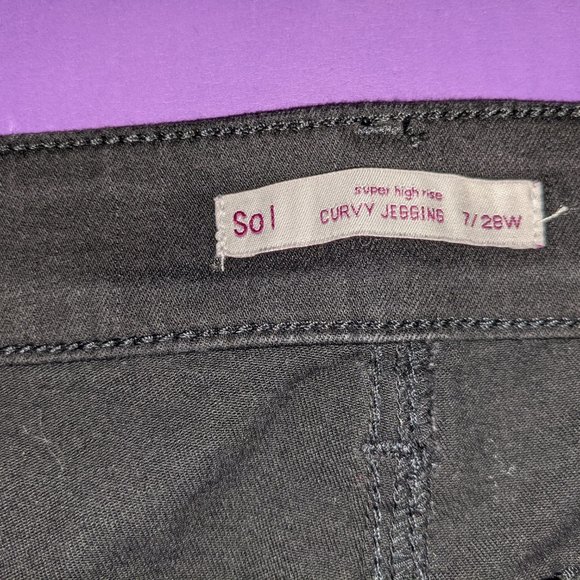 So
super high rise
CURVY JEGGING 7/28W